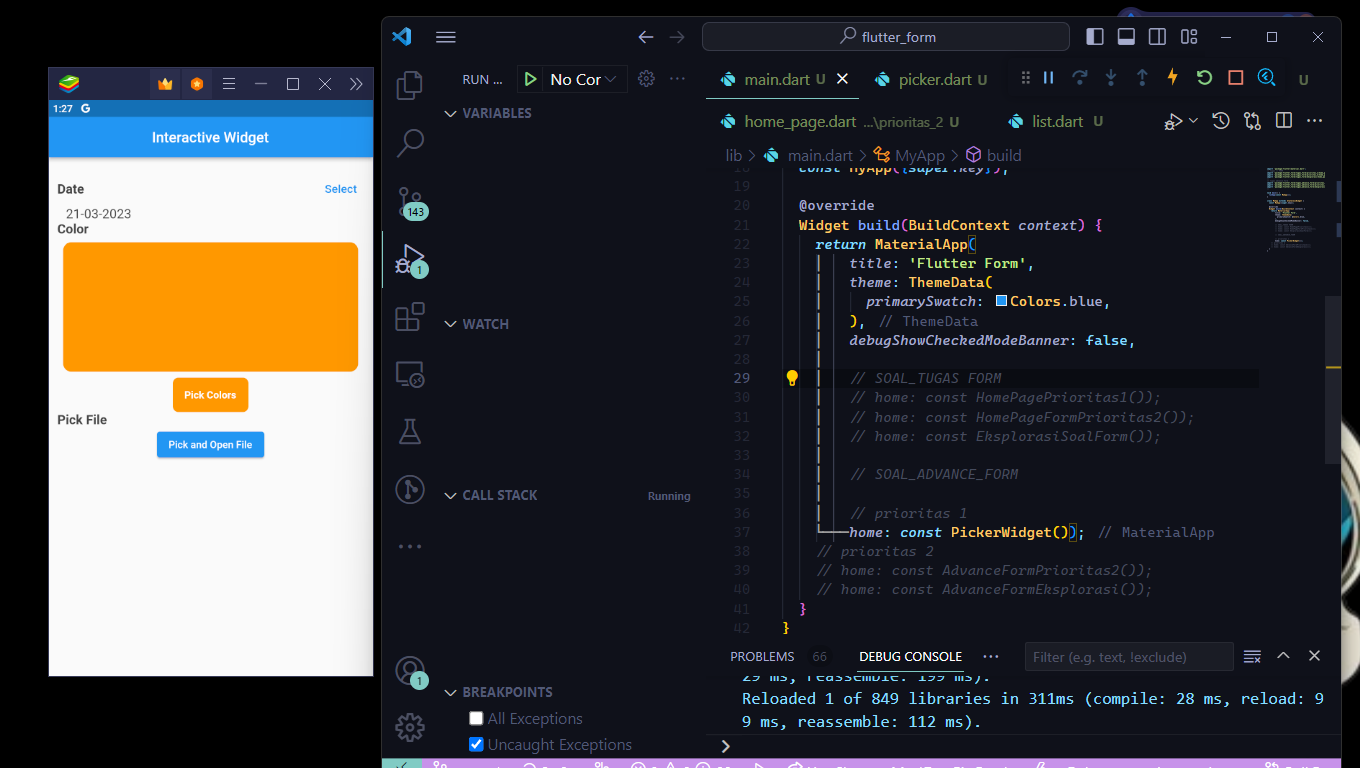 1:27 G
Interactive Widget
Date
Select
21-03-2023
Color
Pick Colors
Pick File
Pick and Open File
flutter_form
RUN ...
No Cor
main.dart U
picker.dart U
U
home_page.dart ...\prioritas_2 U
list.dart U
lib > main.dart > MyApp > build
VARIABLES
WATCH
CALL STACK
Running
BREAKPOINTS
All Exceptions
Uncaught Exceptions
143
1
1
18 const MyApp({super.key});
19
20 @override
21 Widget build(BuildContext context) {
22 return MaterialApp(
23 title: 'Flutter Form',
24 theme: ThemeData(
25 primarySwatch: Colors.blue,
26 ), // ThemeData
27 debugShowCheckedModeBanner: false,
28
29 // SOAL_TUGAS FORM
30 // home: const HomePagePrioritas1());
31 // home: const HomePageFormPrioritas2());
32 // home: const EksplorasiSoalForm());
33
34 // SOAL_ADVANCE_FORM
35
36 // prioritas 1
37 home: const PickerWidget()); // MaterialApp
38 // prioritas 2
39 // home: const AdvanceFormPrioritas2());
40 // home: const AdvanceFormEksplorasi());
41 }
42 }
PROBLEMS 66
DEBUG CONSOLE
Filter (e.g. text, !exclude)
29 ms, reassemble: 199 ms).
Reloaded 1 of 849 libraries in 311ms (compile: 28 ms, reload: 9
9 ms, reassemble: 112 ms).